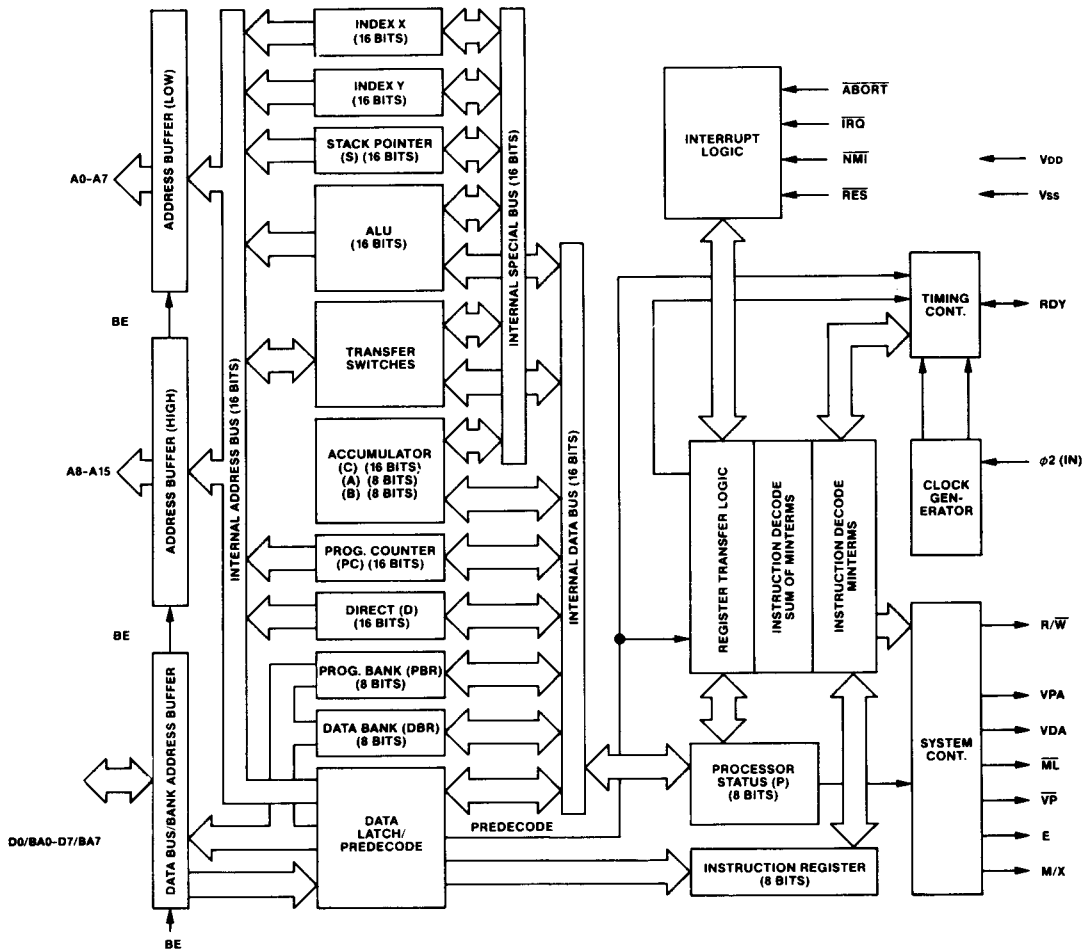 INDEX X
(16 BITS)
INDEX Y
(16 BITS)
STACK POINTER
(S) (16 BITS)
ALU
(16 BITS)
TRANSFER
SWITCHES
ACCUMULATOR
(C) (16 BITS)
(A) (8 BITS)
(B) (8 BITS)
PROG. COUNTER
(PC) (16 BITS)
DIRECT (D)
(16 BITS)
PROG. BANK (PBR)
(8 BITS)
DATA BANK (DBR)
(8 BITS)
DATA
LATCH/
PREDECODE
ADDRESS BUFFER (LOW)
A0-A7
BE
ADDRESS BUFFER (HIGH)
A8-A15
BE
DATA BUS/BANK ADDRESS BUFFER
D0/BA0-D7/BA7
BE
INTERNAL ADDRESS BUS (16 BITS)
INTERNAL SPECIAL BUS (16 BITS)
INTERNAL DATA BUS (16 BITS)
PREDECODE
INTERRUPT
LOGIC
A̅B̅O̅R̅T̅
I̅R̅Q̅
N̅M̅I̅
R̅E̅S̅
VDD
VSS
TIMING
CONT.
RDY
CLOCK
GEN-
ERATOR
ϕ2 (IN)
REGISTER TRANSFER LOGIC
INSTRUCTION DECODE
SUM OF MINTERMS
INSTRUCTION DECODE
MINTERMS
PROCESSOR
STATUS (P)
(8 BITS)
INSTRUCTION REGISTER
(8 BITS)
SYSTEM
CONT.
R/W̅
VPA
VDA
M̅L̅
V̅P̅
E
M/X